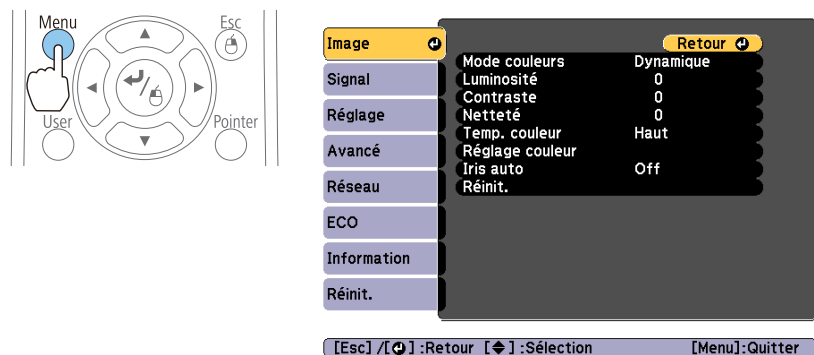 Menu
Esc
User
Pointer
Image
Signal
Réglage
Avancé
Réseau
ECO
Information
Réinit.
Retour
Mode couleurs Dynamique
Luminosité 0
Contraste 0
Netteté 0
Temp. couleur Haut
Réglage couleur
Iris auto Off
Réinit.
[Esc] /[ ] :Retour [ ] :Sélection [Menu]:Quitter